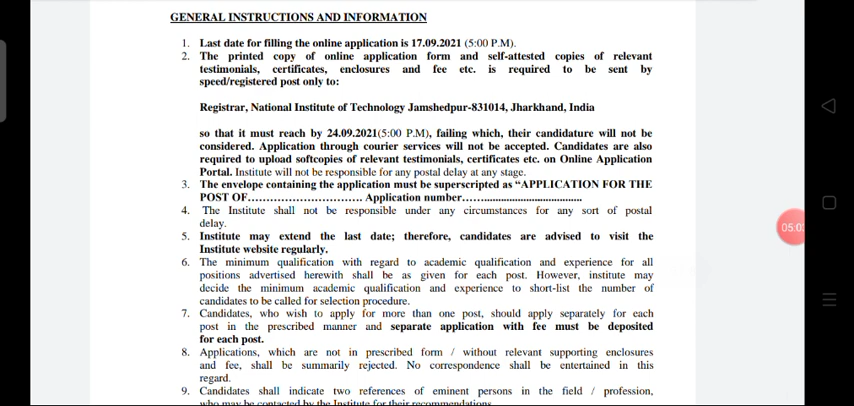 GENERAL INSTRUCTIONS AND INFORMATION
1. Last date for filling the online application is 17.09.2021 (5:00 P.M).
2. The printed copy of online application form and self-attested copies of relevant
testimonials, certificates, enclosures and fee etc. is required to be sent by
speed/registered post only to:
Registrar, National Institute of Technology Jamshedpur-831014, Jharkhand, India
so that it must reach by 24.09.2021(5:00 P.M), failing which, their candidature will not be
considered. Application through courier services will not be accepted. Candidates are also
required to upload softcopies of relevant testimonials, certificates etc. on Online Application
Portal. Institute will not be responsible for any postal delay at any stage.
3. The envelope containing the application must be superscripted as “APPLICATION FOR THE
POST OF............................... Application number.......................................
4. The Institute shall not be responsible under any circumstances for any sort of postal
delay.
5. Institute may extend the last date; therefore, candidates are advised to visit the
Institute website regularly.
6. The minimum qualification with regard to academic qualification and experience for all
positions advertised herewith shall be as given for each post. However, institute may
decide the minimum academic qualification and experience to short-list the number of
candidates to be called for selection procedure.
7. Candidates, who wish to apply for more than one post, should apply separately for each
post in the prescribed manner and separate application with fee must be deposited
for each post.
8. Applications, which are not in prescribed form / without relevant supporting enclosures
and fee, shall be summarily rejected. No correspondence shall be entertained in this
regard.
9. Candidates shall indicate two references of eminent persons in the field / profession,
who may be contacted by the Institute for their recommendations
05:0